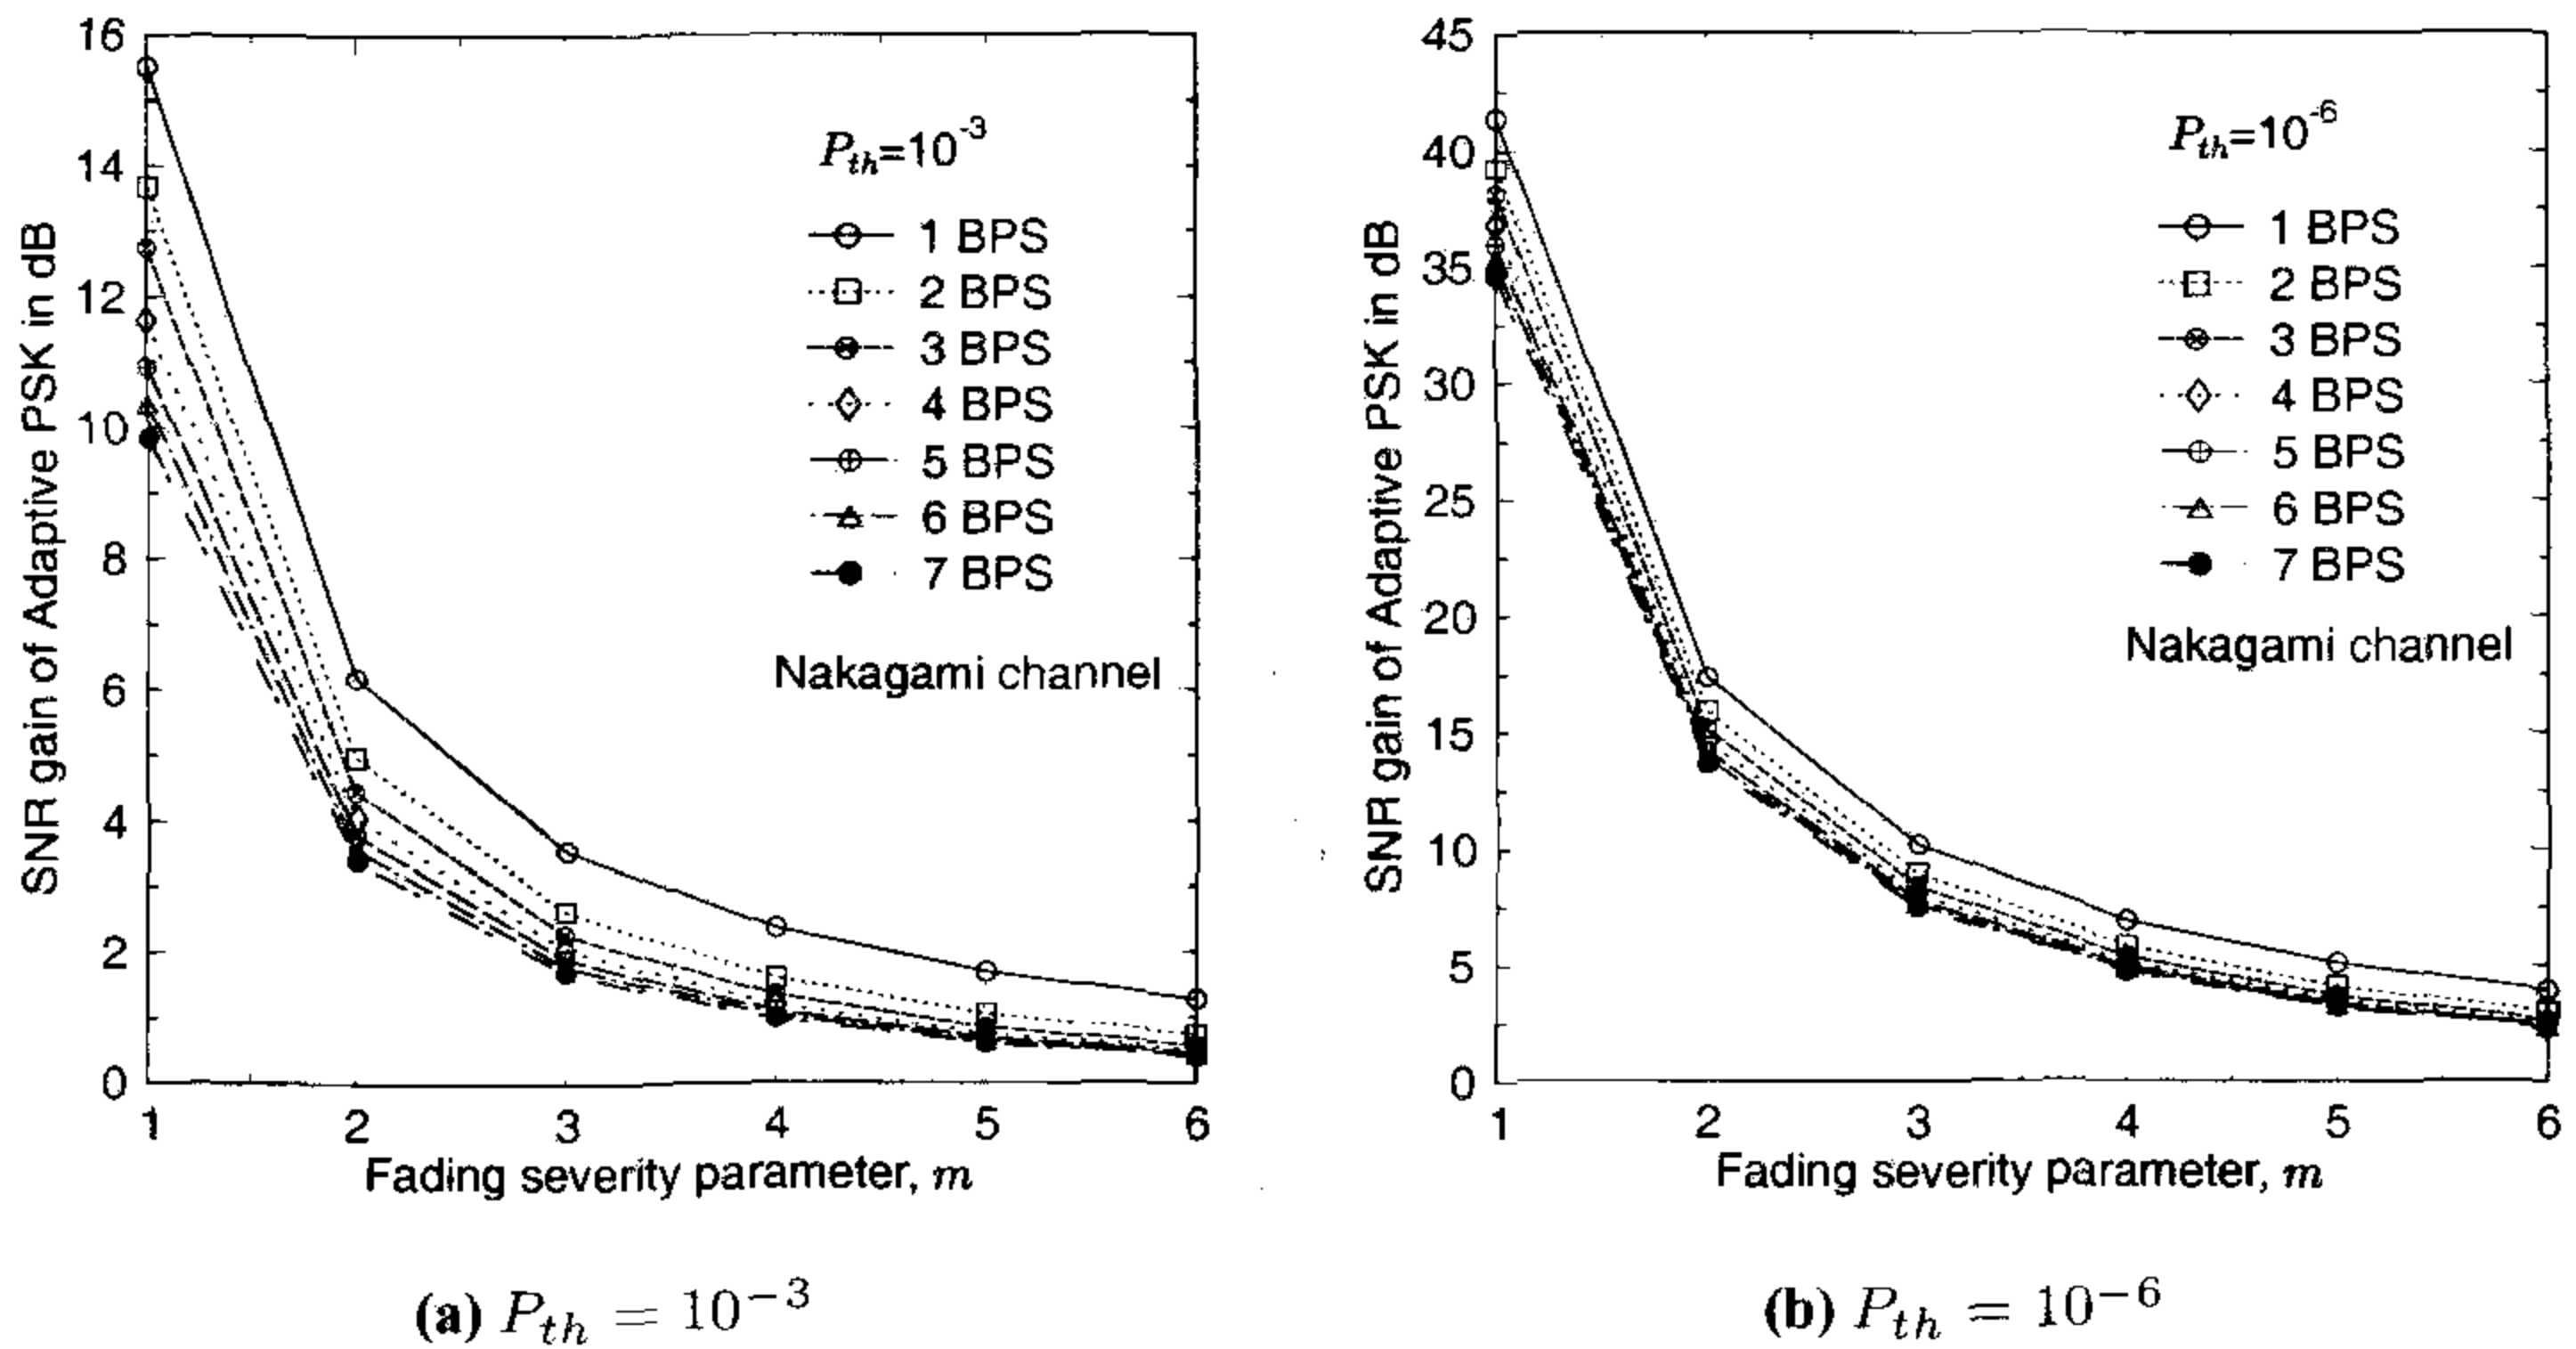 16
14
12
10
8
6
4
2
0
SNR gain of Adaptive PSK in dB
P_th=10^-3
1 BPS
2 BPS
3 BPS
4 BPS
5 BPS
6 BPS
7 BPS
Nakagami channel
1 2 3 4 5 6
Fading severity parameter, m
(a) P_th = 10^−3
45
40
35
30
25
20
15
10
5
0
SNR gain of Adaptive PSK in dB
P_th=10^-6
1 BPS
2 BPS
3 BPS
4 BPS
5 BPS
6 BPS
7 BPS
Nakagami channel
1 2 3 4 5 6
Fading severity parameter, m
(b) P_th = 10^−6